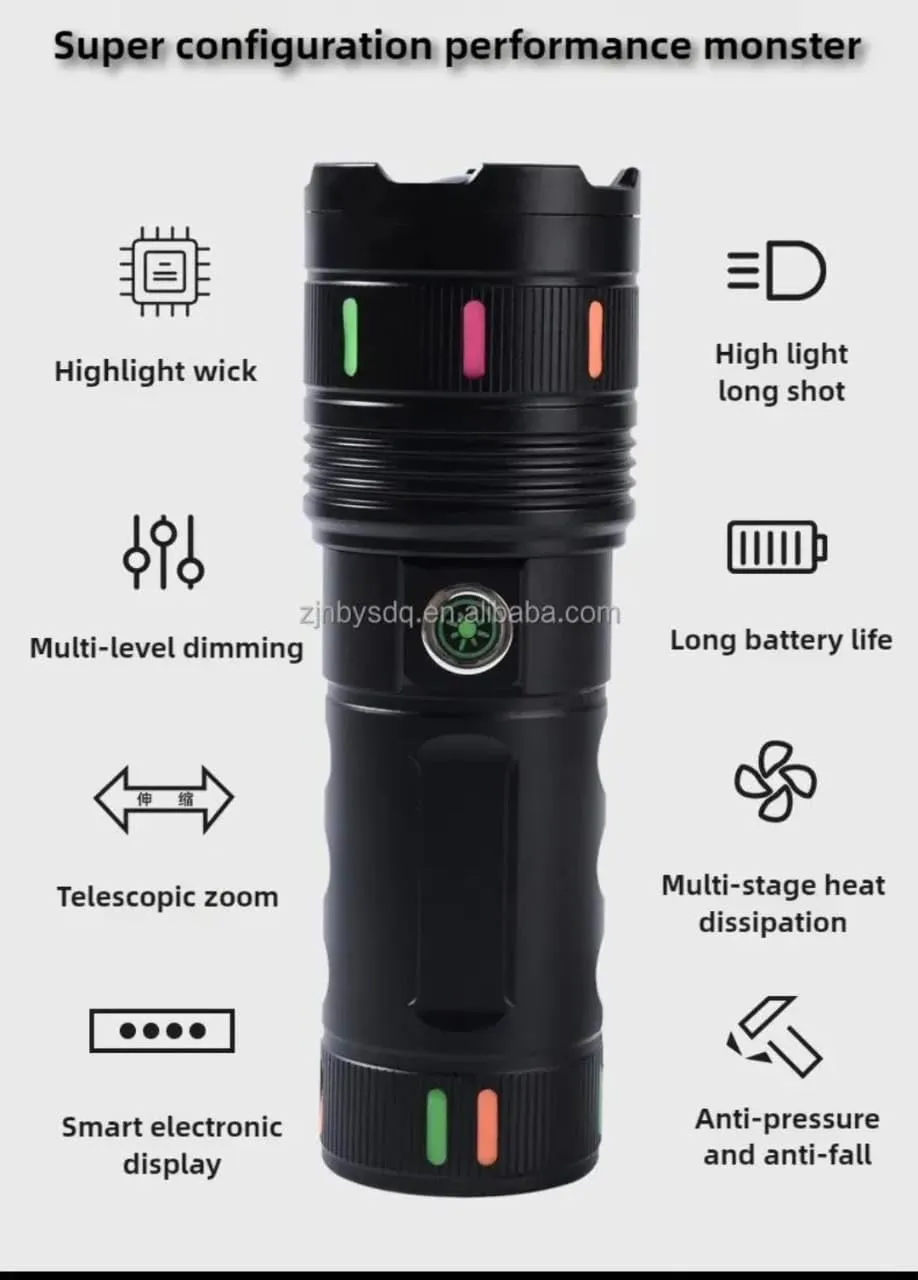 Super configuration performance monster
Highlight wick
High light
long shot
zjnbysdq.en.alibaba.com
Multi-level dimming
Long battery life
伸 缩
Telescopic zoom
Multi-stage heat
dissipation
Smart electronic
display
Anti-pressure
and anti-fall